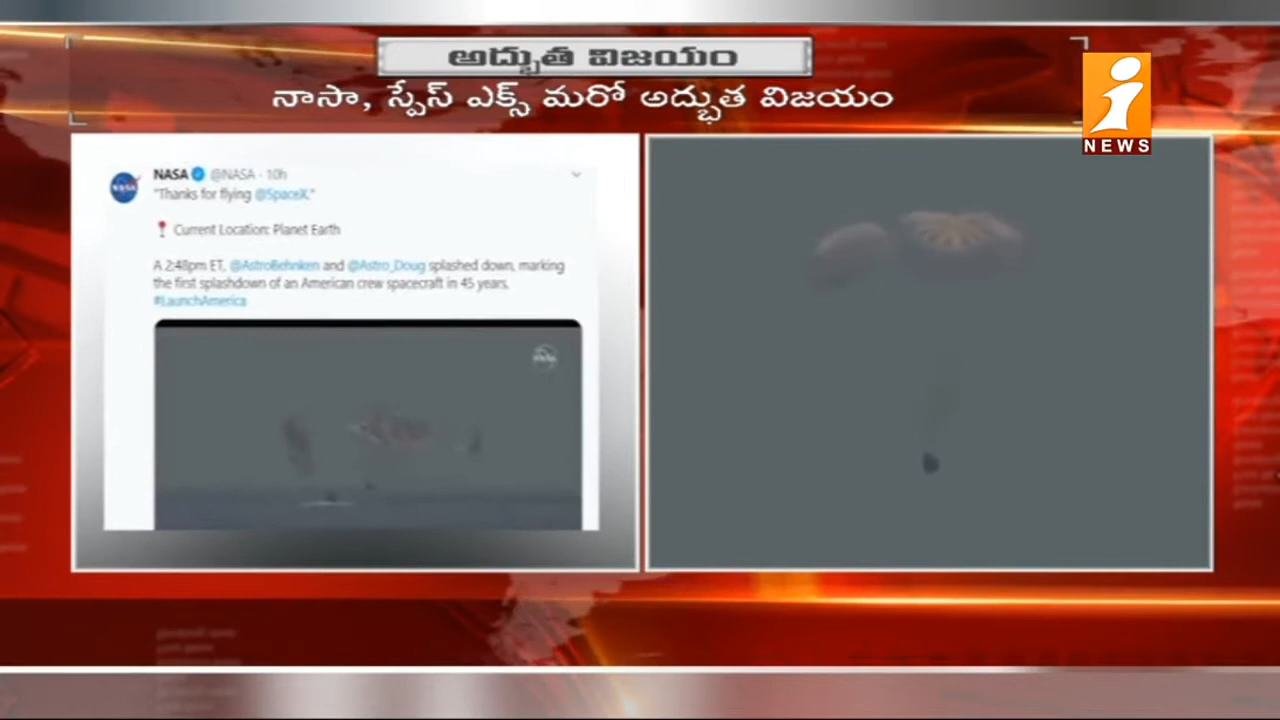 అద్భుత విజయం
నాసా, స్పేస్ ఎక్స్ మరో అద్భుత విజయం
i
NEWS
NASA @NASA · 10h
"Thanks for flying @SpaceX."
📍 Current Location: Planet Earth
A 2:48pm ET, @AstroBehnken and @Astro_Doug splashed down, marking
the first splashdown of an American crew spacecraft in 45 years.
#LaunchAmerica